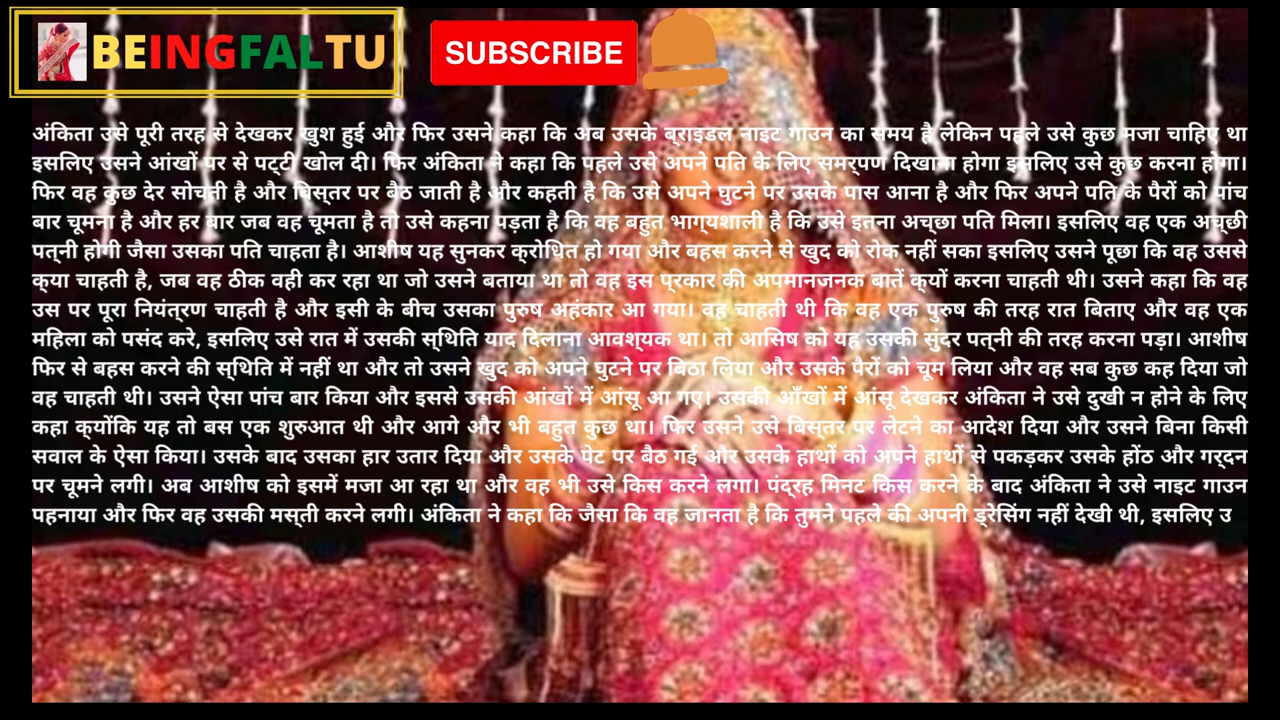 BEINGFALTU
SUBSCRIBE
अंकिता उसे पूरी तरह से देखकर खुश हुई और फिर उसने कहा कि अब उसके ब्राइडल नाइट गाउन का समय है लेकिन पहले उसे कुछ मजा चाहिए था
इसलिए उसने आंखों पर से पट्टी खोल दी। फिर अंकिता ने कहा कि पहले उसे अपने पति के लिए समर्पण दिखाना होगा इसलिए उसे कुछ करना होगा।
फिर वह कुछ देर सोचती है और बिस्तर पर बैठ जाती है और कहती है कि उसे अपने घुटने पर उसके पास आना है और फिर अपने पति के पैरों को पांच
बार चूमना है और हर बार जब वह चूमता है तो उसे कहना पड़ता है कि वह बहुत भाग्यशाली है कि उसे इतना अच्छा पति मिला। इसलिए वह एक अच्छी
पत्नी होगी जैसा उसका पति चाहता है। आशीष यह सुनकर क्रोधित हो गया और बहस करने से खुद को रोक नहीं सका इसलिए उसने पूछा कि वह उससे
क्या चाहती है, जब वह ठीक वही कर रहा था जो उसने बताया था तो वह इस प्रकार की अपमानजनक बातें क्यों करना चाहती थी। उसने कहा कि वह
उस पर पूरा नियंत्रण चाहती है और इसी के बीच उसका पुरुष अहंकार आ गया। वह चाहती थी कि वह एक पुरुष की तरह रात बिताए और वह एक
महिला को पसंद करे, इसलिए उसे रात में उसकी स्थिति याद दिलाना आवश्यक था। तो आसिष को यह उसकी सुंदर पत्नी की तरह करना पड़ा। आशीष
फिर से बहस करने की स्थिति में नहीं था और तो उसने खुद को अपने घुटने पर बिठा लिया और उसके पैरों को चूम लिया और वह सब कुछ कह दिया जो
वह चाहती थी। उसने ऐसा पांच बार किया और इससे उसकी आंखों में आंसू आ गए। उसकी आँखों में आंसू देखकर अंकिता ने उसे दुखी न होने के लिए
कहा क्योंकि यह तो बस एक शुरुआत थी और आगे और भी बहुत कुछ था। फिर उसने उसे बिस्तर पर लेटने का आदेश दिया और उसने बिना किसी
सवाल के ऐसा किया। उसके बाद उसका हार उतार दिया और उसके पेट पर बैठ गई और उसके हाथों को अपने हाथों से पकड़कर उसके होंठ और गर्दन
पर चूमने लगी। अब आशीष को इसमें मजा आ रहा था और वह भी उसे किस करने लगा। पंद्रह मिनट किस करने के बाद अंकिता ने उसे नाइट गाउन
पहनाया और फिर वह उसकी मस्ती करने लगी। अंकिता ने कहा कि जैसा कि वह जानता है कि तुमने पहले की अपनी ड्रेसिंग नहीं देखी थी, इसलिए उ